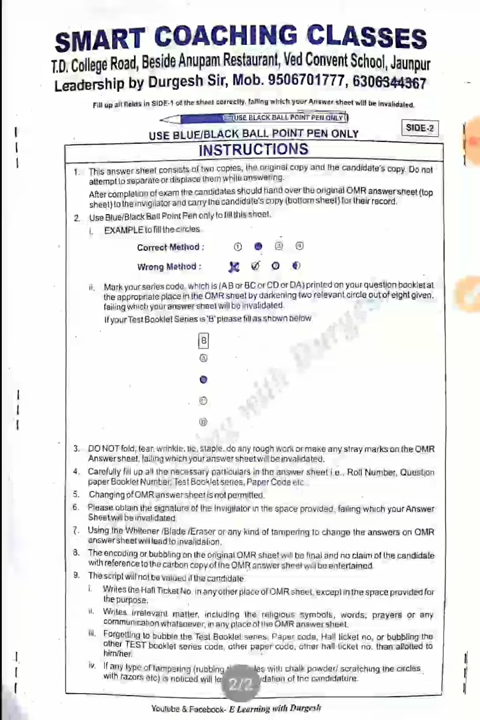 SMART COACHING CLASSES
T.D. College Road, Beside Anupam Restaurant, Ved Convent School, Jaunpur
Leadership by Durgesh Sir, Mob. 9506701777, 6306344367
Fill up all fields in SIDE-1 of the sheet correctly, failing which your Answer sheet will be invalidated.
USE BLACK BALL POINT PEN ONLY
SIDE-2
USE BLUE/BLACK BALL POINT PEN ONLY
INSTRUCTIONS
1. This answer sheet consists of two copies, the original copy and the candidate's copy. Do not
attempt to separate or displace them while answering.
After completion of exam the candidates should hand over the original OMR answer sheet (top
sheet) to the invigilator and carry the candidate's copy (bottom sheet) for their record.
2. Use Blue/Black Ball Point Pen only to fill this sheet.
i. EXAMPLE to fill the circles.
Correct Method : 1 3 4
Wrong Method :
ii. Mark your series code, which is (AB or BC or CD or DA) printed on your question booklet at
the appropriate place in the OMR sheet by darkening two relevant circle out of eight given,
failing which your answer sheet will be invalidated.
If your Test Booklet Series is 'B' please fill as shown below
B
A
C
D
3. DO NOT fold, tear, wrinkle, tie, staple, do any rough work or make any stray marks on the OMR
Answer sheet, failing which your answer sheet will be invalidated.
4. Carefully fill up all the necessary particulars in the answer sheet i.e., Roll Number, Question
paper Booklet Number, Test Booklet series, Paper Code etc.
5. Changing of OMR answer sheet is not permitted.
6. Please obtain the signature of the Invigilator in the space provided, failing which your Answer
Sheet will be invalidated.
7. Using the Whitener /Blade /Eraser or any kind of tampering to change the answers on OMR
answer sheet will lead to invalidation.
8. The encoding or bubbling on the original OMR sheet will be final and no claim of the candidate
with reference to the carbon copy of the OMR answer sheet will be entertained.
9. The script will not be valued if the candidate
i. Writes the Hall Ticket No. in any other place of OMR sheet, except in the space provided for
the purpose.
ii. Writes irrelevant matter, including the religious symbols, words, prayers or any
communication whatsoever, in any place of the OMR answer sheet.
iii. Forgetting to bubble the Test Booklet series, Paper code, Hall ticket no, or bubbling the
other TEST booklet series code, other paper code, other hall ticket no. than allotted to
him/her.
iv. If any type of tampering (rubbing with chalk powder/ scratching the circles
with razors etc) is noticed will of the candidature.
2/2
Youtube & Facebook- E Learning with Durgesh
ing with Durges